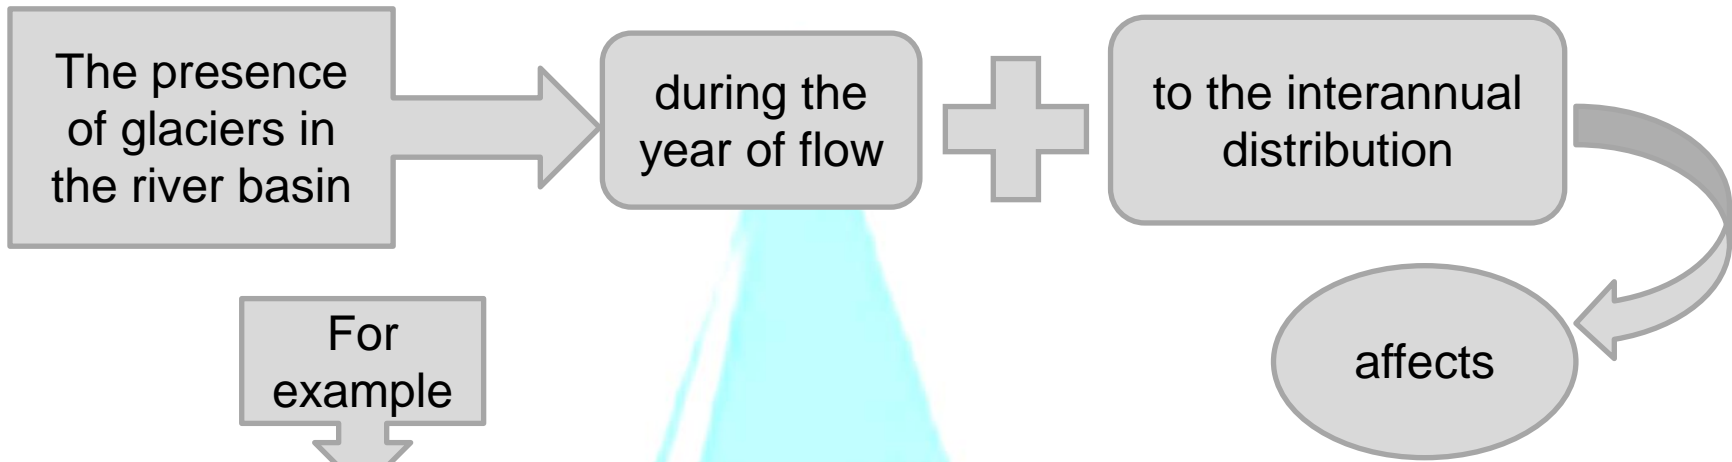 The presence
of glaciers in
the river basin
during the
year of flow
to the interannual
distribution
affects
For
example